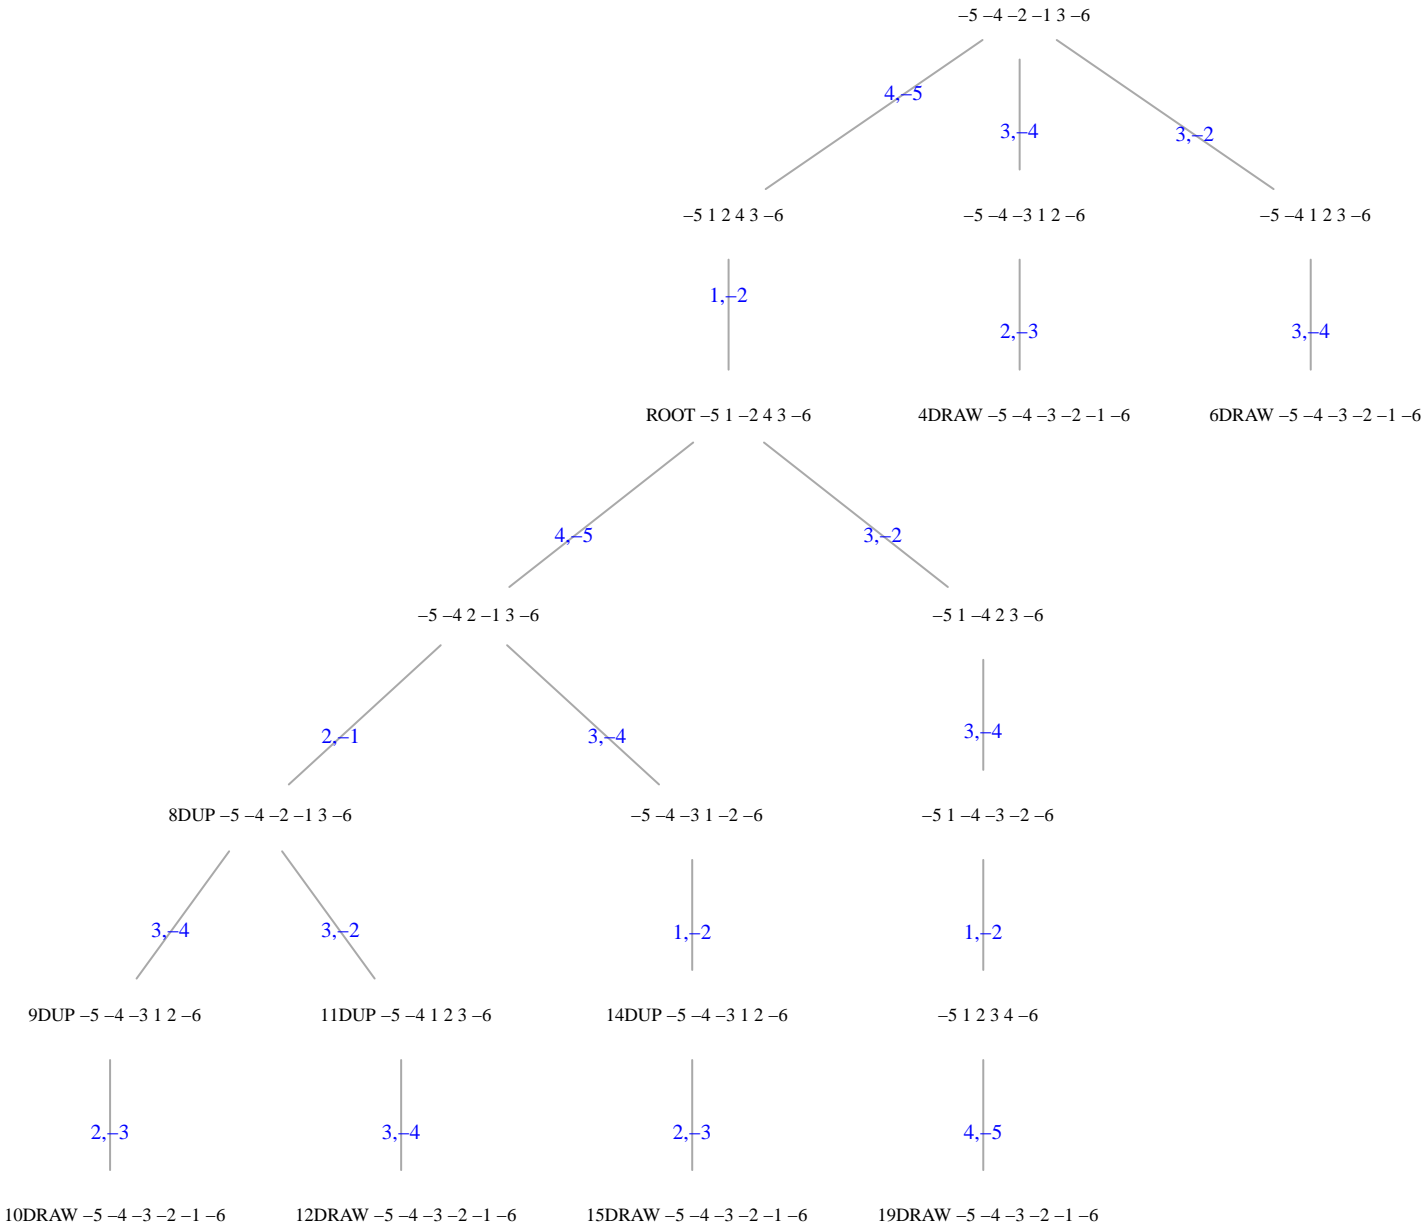 –5 –4 –2 –1 3 –6
4,–5
3,–4
3,–2
–5 1 2 4 3 –6
–5 –4 –3 1 2 –6
–5 –4 1 2 3 –6
1,–2
2,–3
3,–4
ROOT –5 1 –2 4 3 –6
4DRAW –5 –4 –3 –2 –1 –6
6DRAW –5 –4 –3 –2 –1 –6
4,–5
3,–2
–5 –4 2 –1 3 –6
–5 1 –4 2 3 –6
2,–1
3,–4
3,–4
8DUP –5 –4 –2 –1 3 –6
–5 –4 –3 1 –2 –6
–5 1 –4 –3 –2 –6
3,–4
3,–2
1,–2
1,–2
9DUP –5 –4 –3 1 2 –6
11DUP –5 –4 1 2 3 –6
14DUP –5 –4 –3 1 2 –6
–5 1 2 3 4 –6
2,–3
3,–4
2,–3
4,–5
10DRAW –5 –4 –3 –2 –1 –6
12DRAW –5 –4 –3 –2 –1 –6
15DRAW –5 –4 –3 –2 –1 –6
19DRAW –5 –4 –3 –2 –1 –6